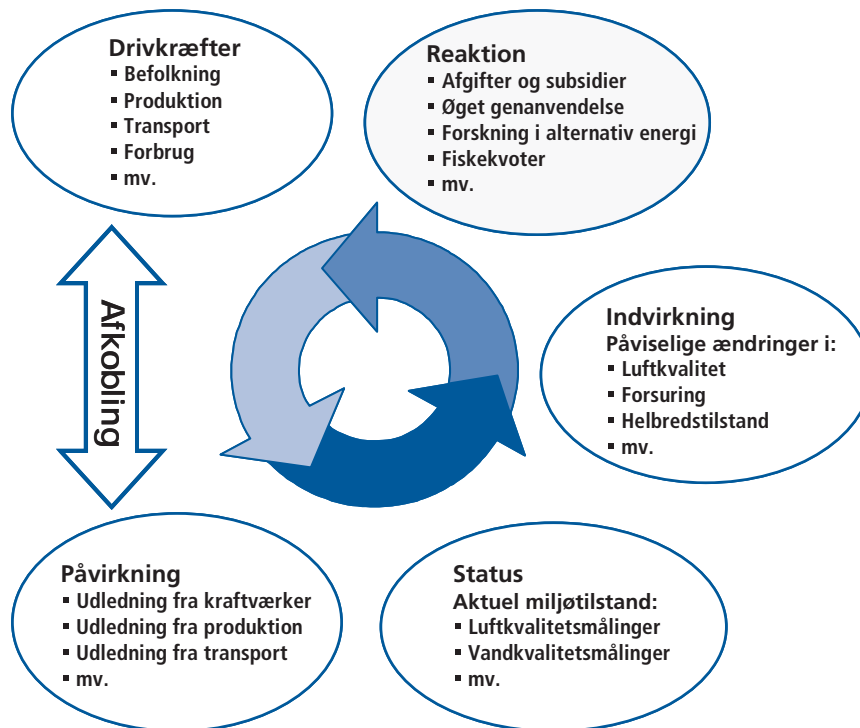 Drivkræfter
▪ Befolkning
▪ Produktion
▪ Transport
▪ Forbrug
▪ mv.
Reaktion
▪ Afgifter og subsidier
▪ Øget genanvendelse
▪ Forskning i alternativ energi
▪ Fiskekvoter
▪ mv.
Afkobling
Indvirkning
Påviselige ændringer i:
▪ Luftkvalitet
▪ Forsuring
▪ Helbredstilstand
▪ mv.
Påvirkning
▪ Udledning fra kraftværker
▪ Udledning fra produktion
▪ Udledning fra transport
▪ mv.
Status
Aktuel miljøtilstand:
▪ Luftkvalitetsmålinger
▪ Vandkvalitetsmålinger
▪ mv.